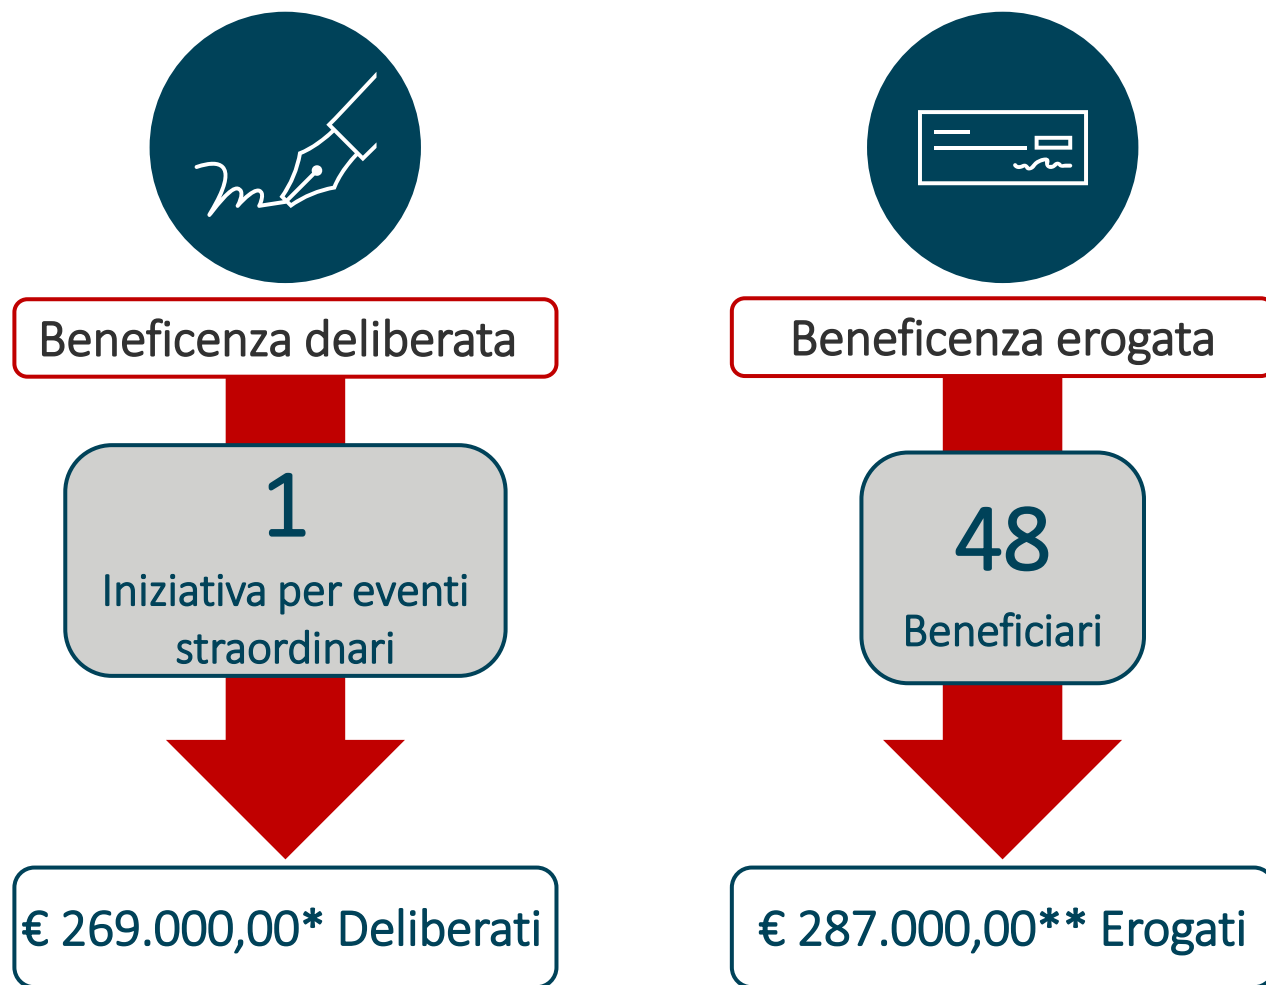 Beneficenza deliberata
1
Iniziativa per eventi
straordinari
€ 269.000,00* Deliberati
Beneficenza erogata
48
Beneficiari
€ 287.000,00** Erogati